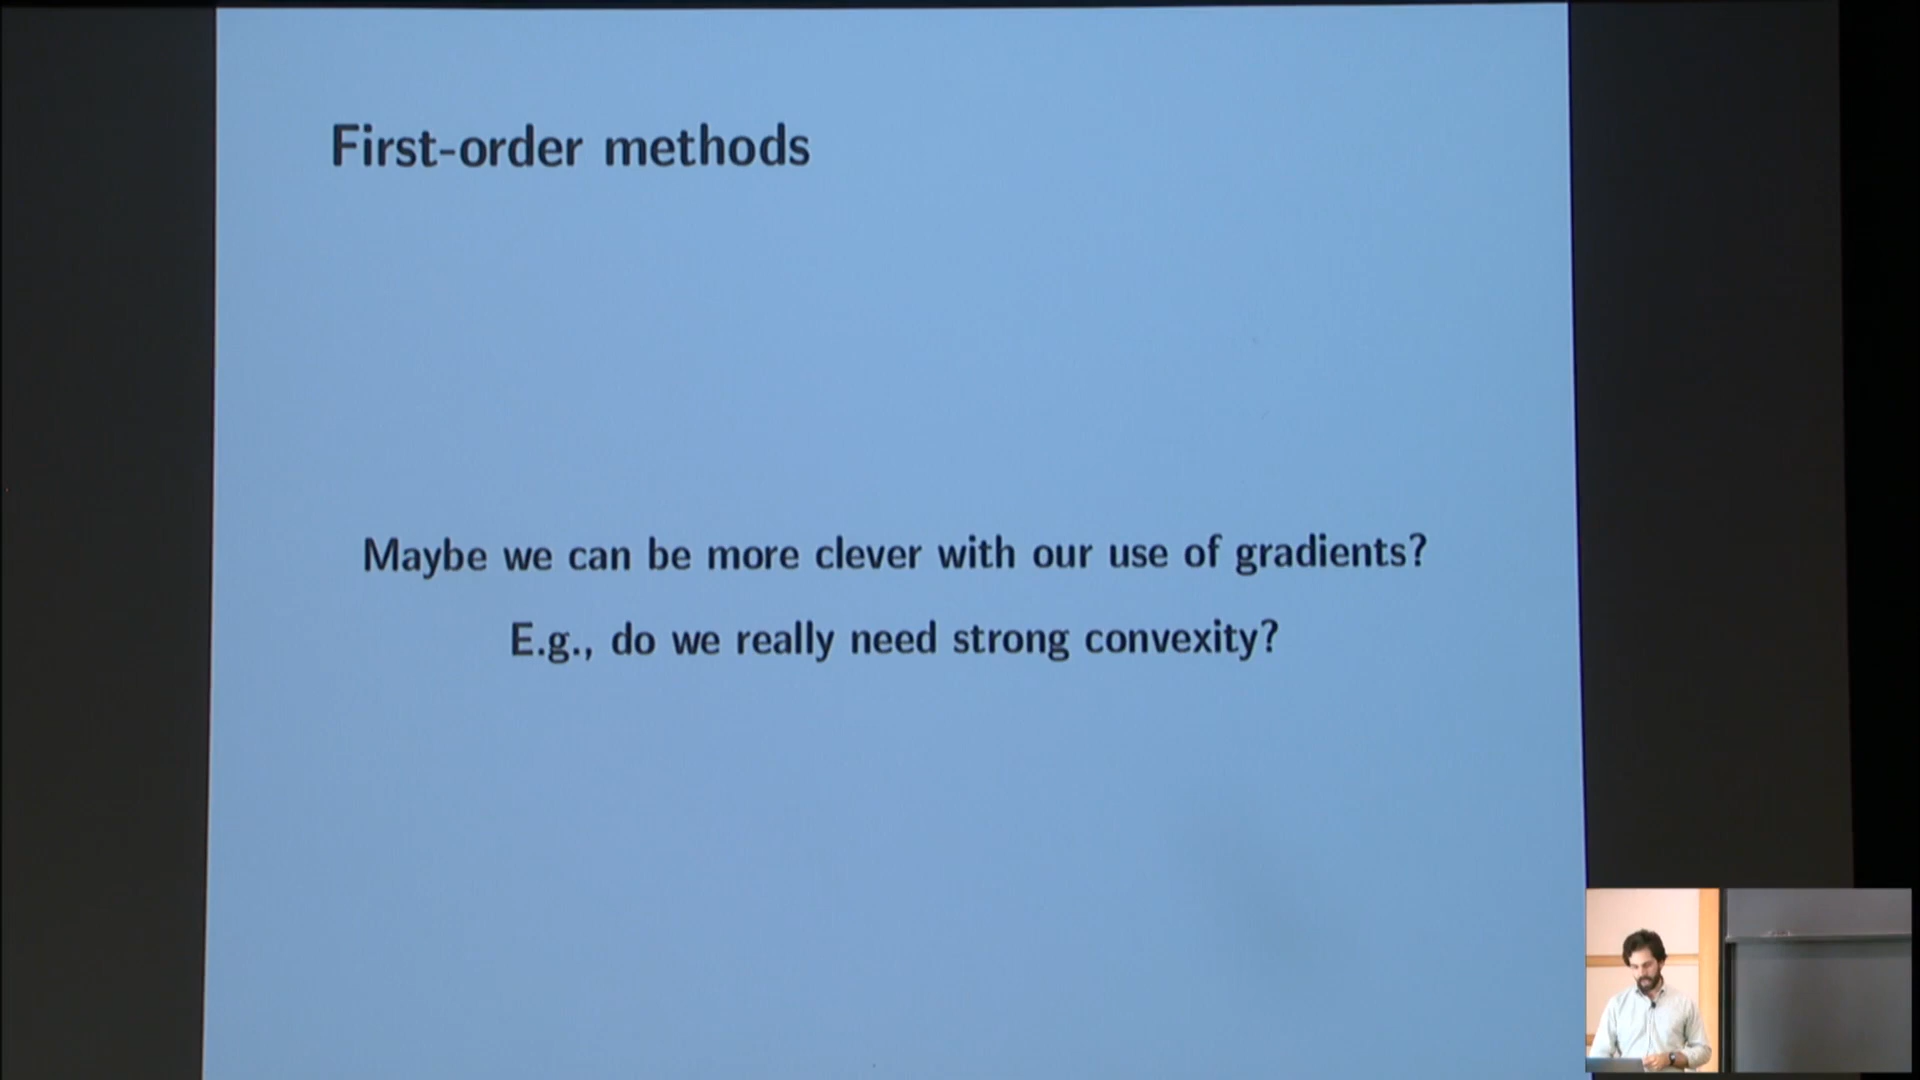 First-order methods
Maybe we can be more clever with our use of gradients?
E.g., do we really need strong convexity?